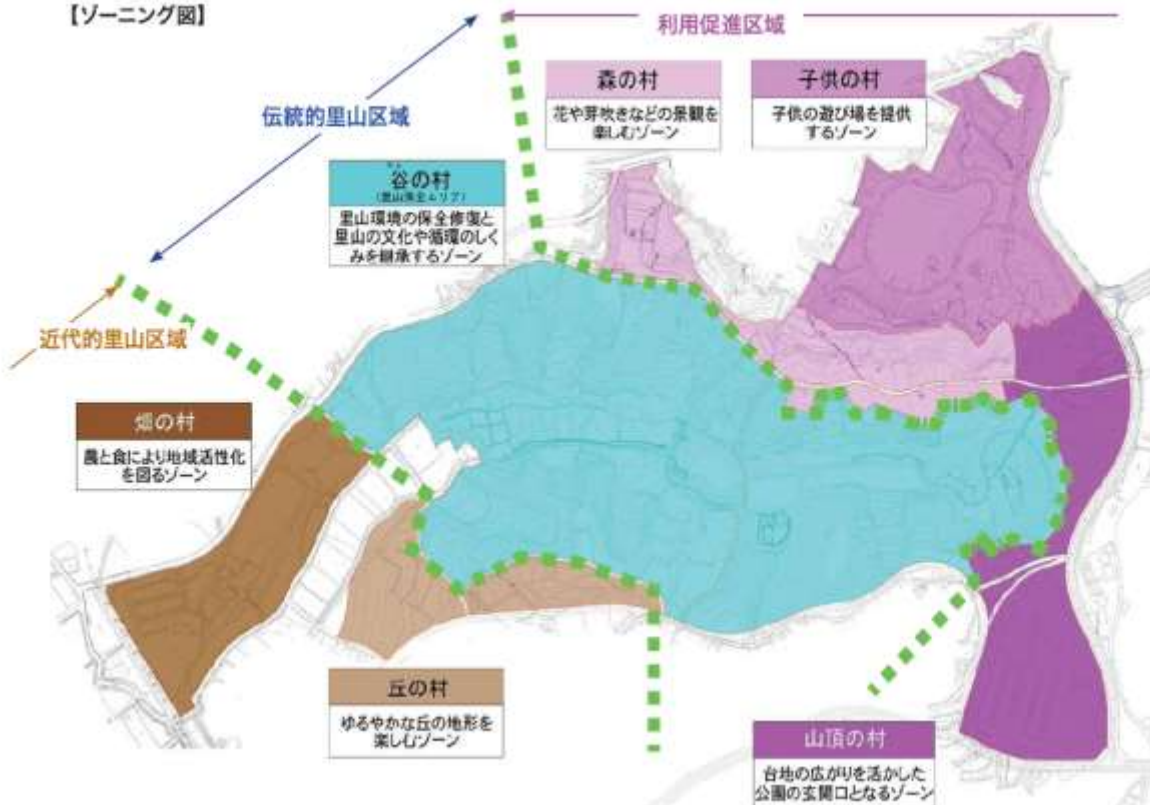 【ゾーニング図】
利用促進区域
伝統的里山区域
近代的里山区域
森の村
花や芽吹きなどの景観を
楽しむゾーン
子供の村
子供の遊び場を提供
するゾーン
谷の村
(里山保全エリア)
里山環境の保全修復と
里山の文化や循環のしく
みを継承するゾーン
畑の村
農と食により地域活性化
を図るゾーン
丘の村
ゆるやかな丘の地形を
楽しむゾーン
山頂の村
台地の広がりを活かした
公園の玄関口となるゾーン